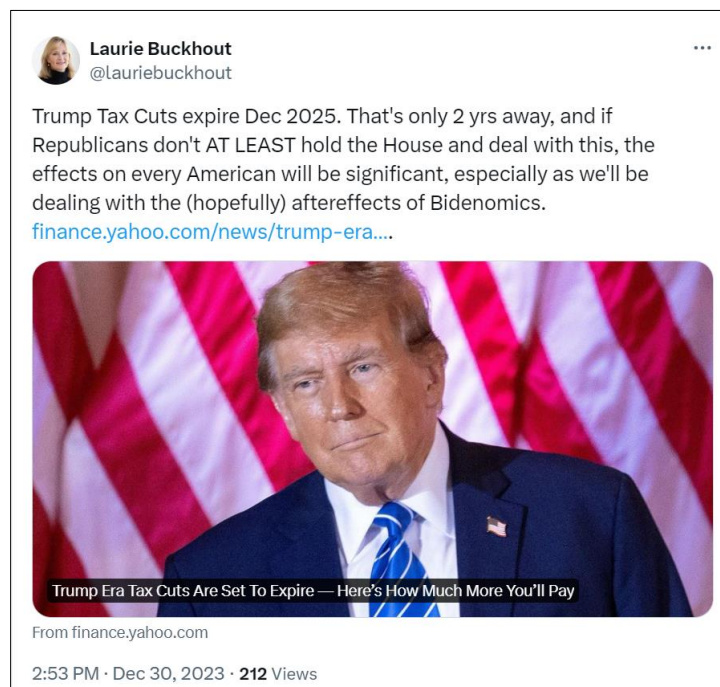 Laurie Buckhout
@lauriebuckhout
Trump Tax Cuts expire Dec 2025. That's only 2 yrs away, and if
Republicans don't AT LEAST hold the House and deal with this, the
effects on every American will be significant, especially as we'll be
dealing with the (hopefully) aftereffects of Bidenomics.
finance.yahoo.com/news/trump-era....
Trump Era Tax Cuts Are Set To Expire — Here's How Much More You'll Pay
From finance.yahoo.com
2:53 PM · Dec 30, 2023 · 212 Views